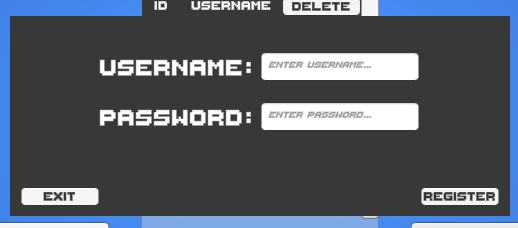 ID USERNAME DELETE
USERNAME: ENTER USERNAME...
PASSWORD: ENTER PASSWORD...
EXIT REGISTER